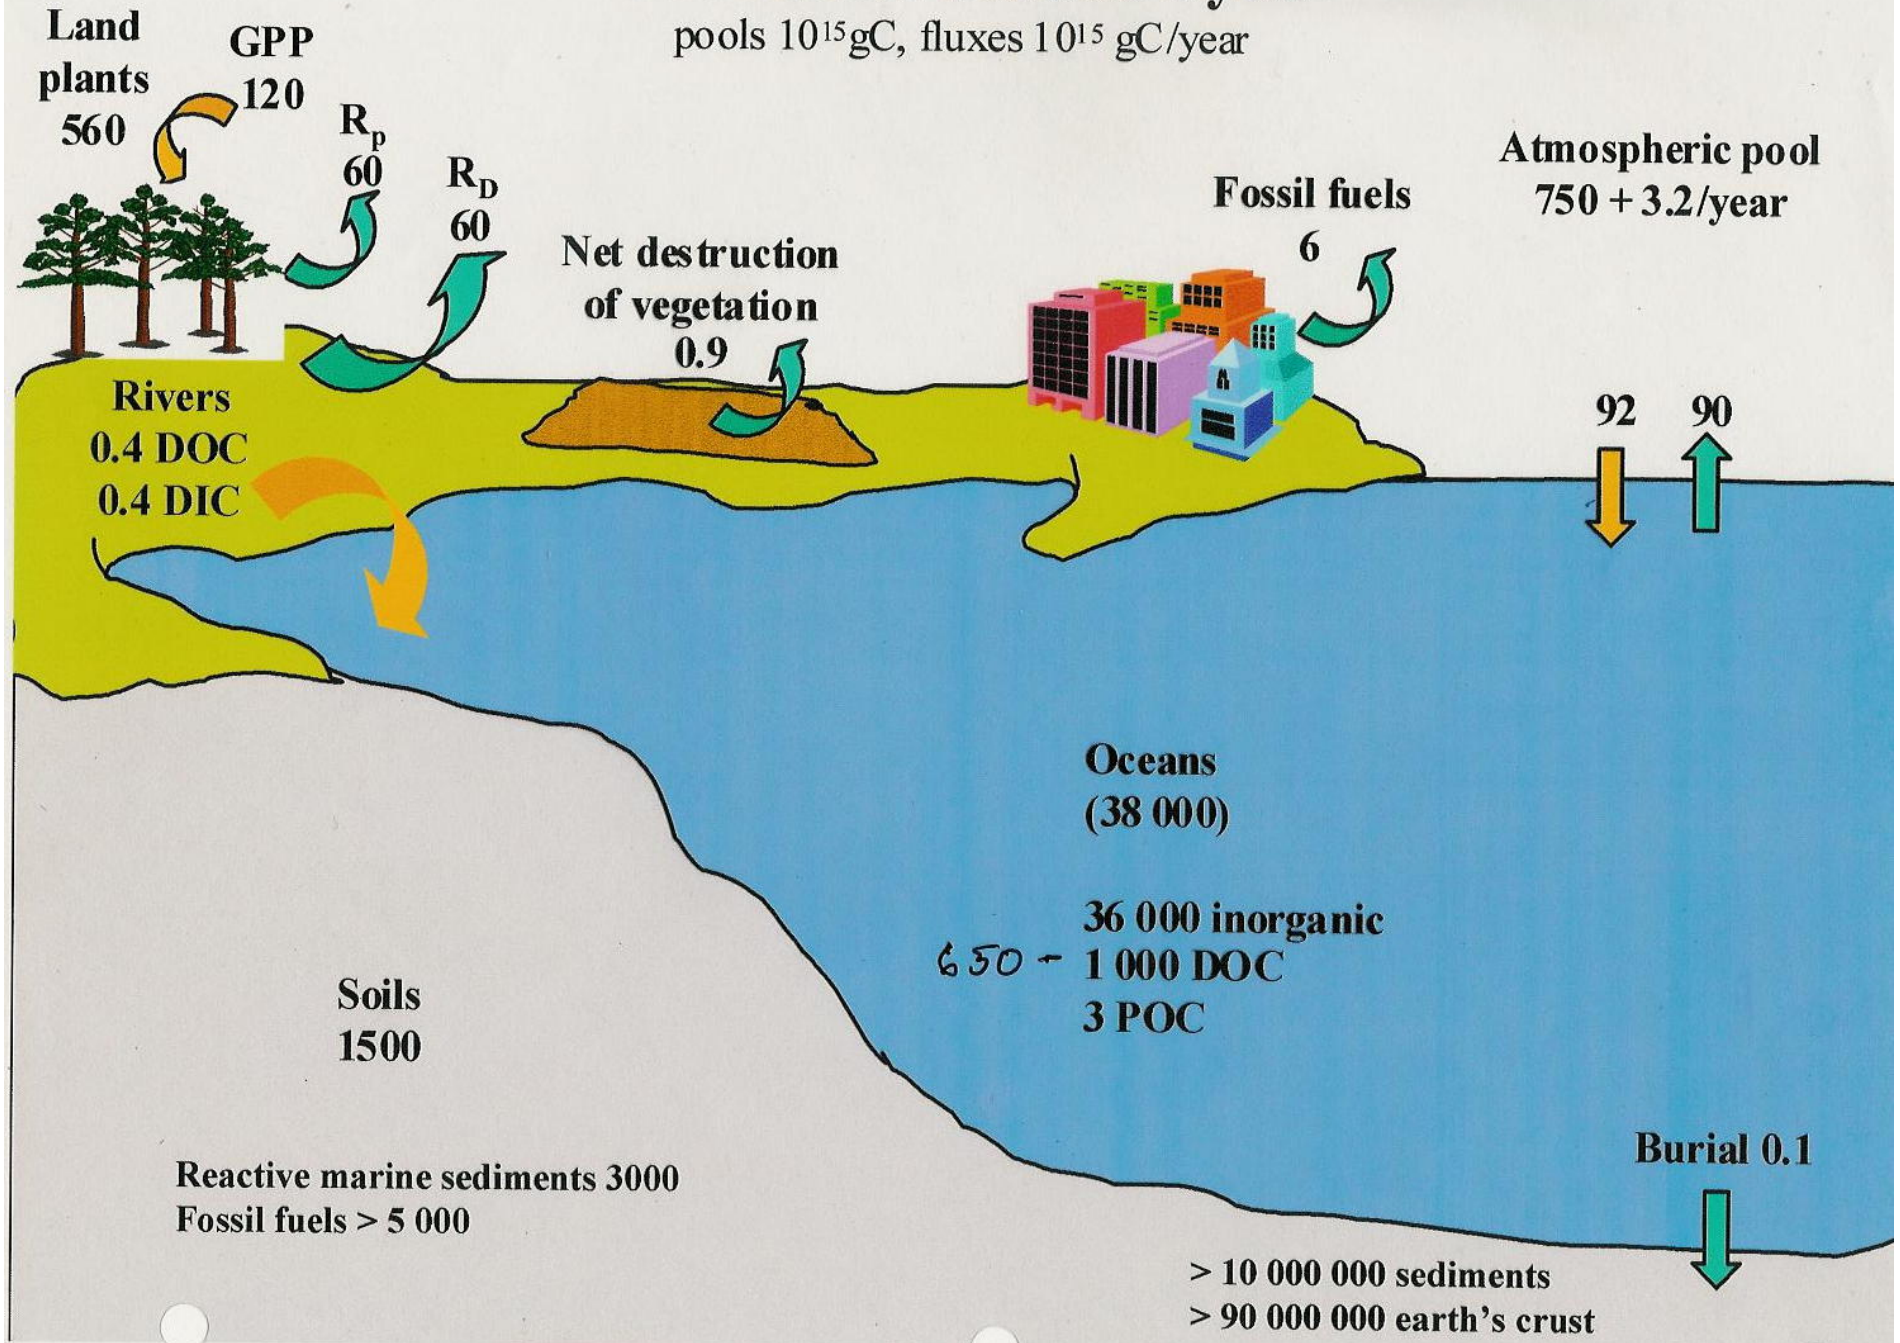 pools 10¹⁵gC, fluxes 10¹⁵ gC/year
Land
plants
560
GPP
120
Rₚ
60
R_D
60
Net destruction
of vegetation
0.9
Fossil fuels
6
Atmospheric pool
750 + 3.2/year
Rivers
0.4 DOC
0.4 DIC
92
90
Oceans
(38 000)
36 000 inorganic
650 - 1 000 DOC
3 POC
Soils
1500
Burial 0.1
Reactive marine sediments 3000
Fossil fuels > 5 000
> 10 000 000 sediments
> 90 000 000 earth's crust